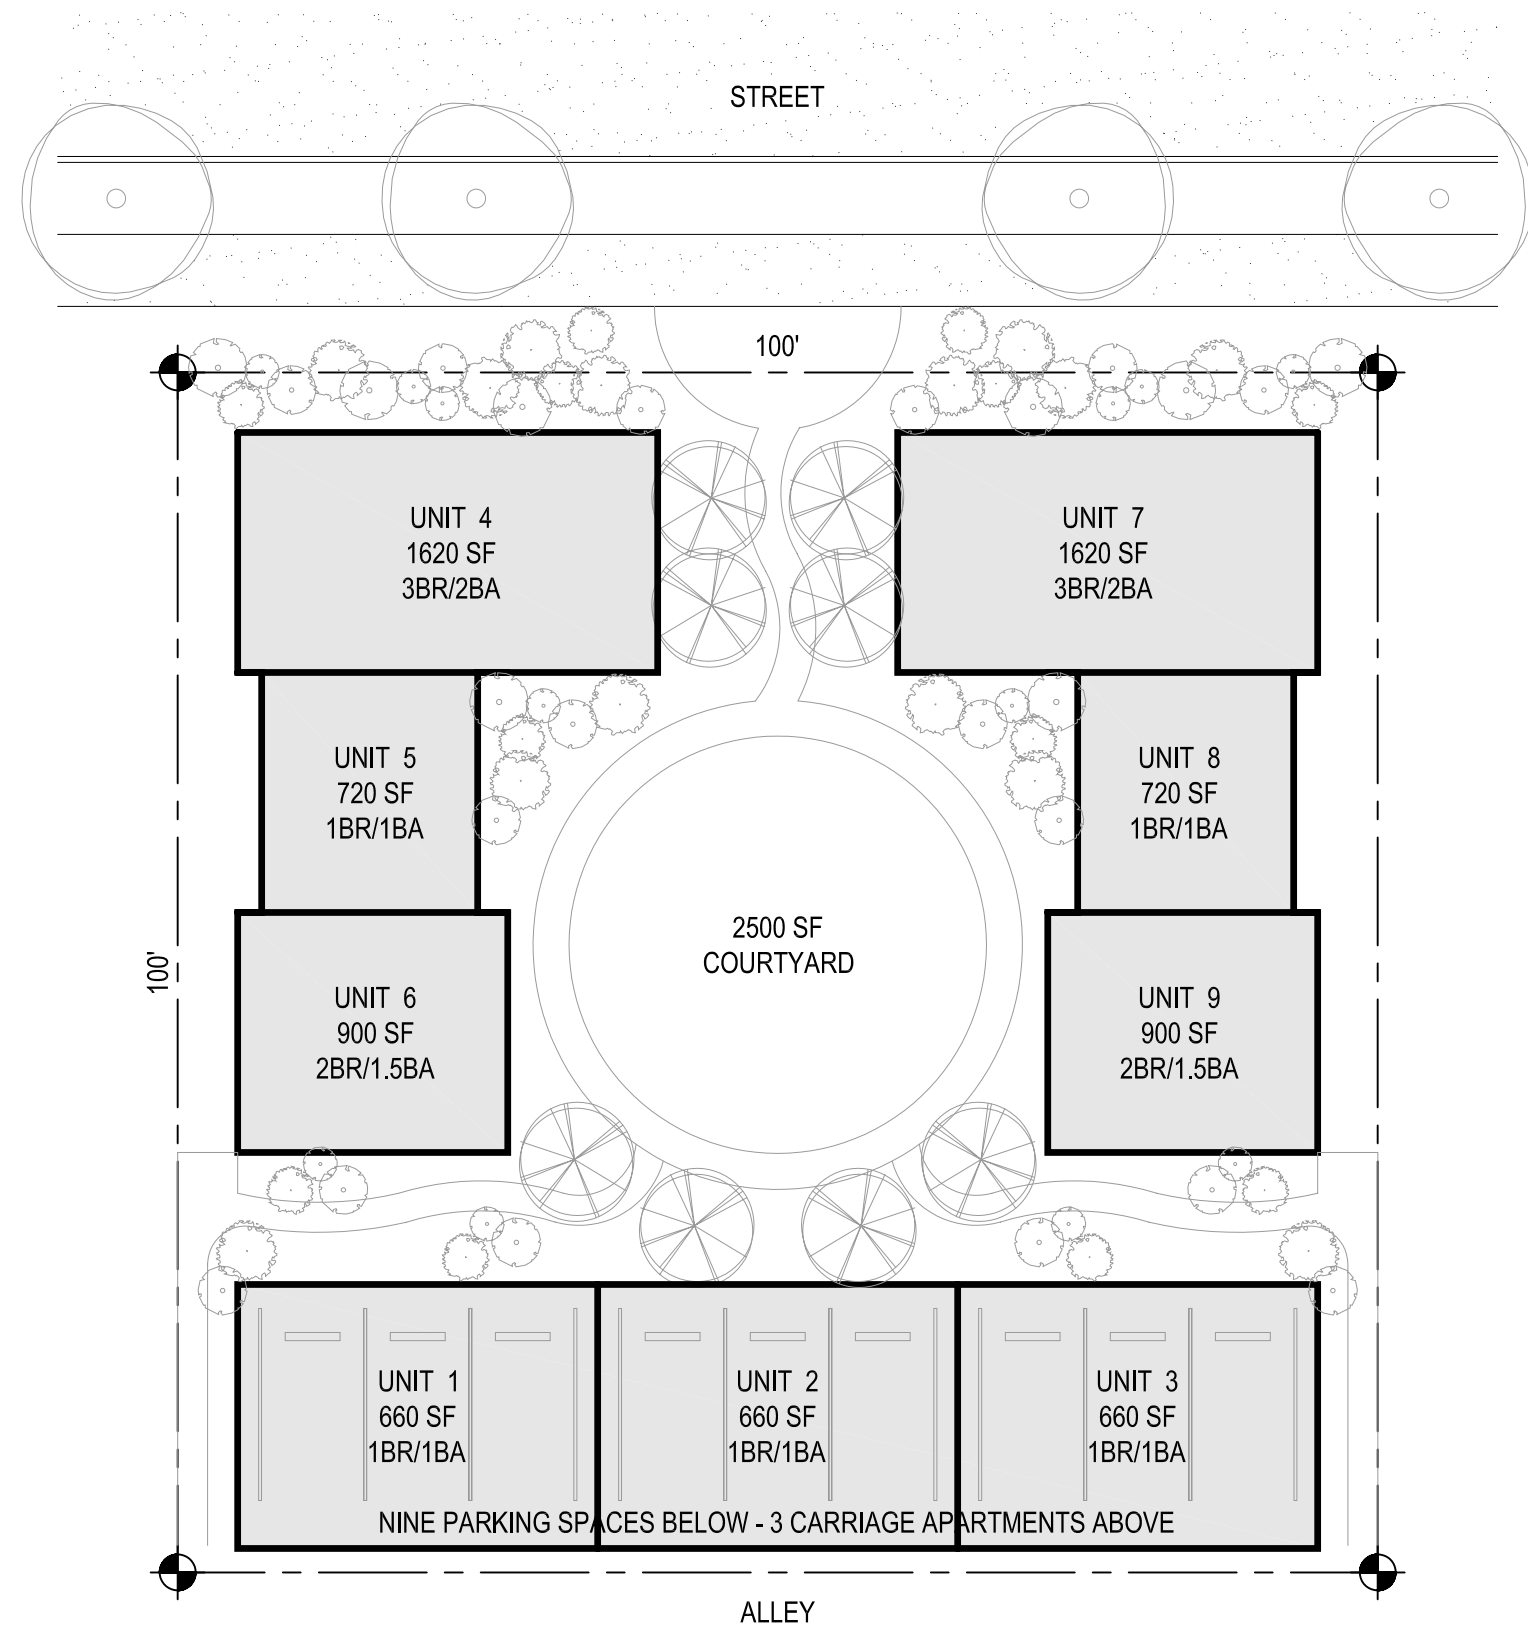 STREET
100'
UNIT 4
1620 SF
3BR/2BA
UNIT 7
1620 SF
3BR/2BA
UNIT 5
720 SF
1BR/1BA
UNIT 8
720 SF
1BR/1BA
100'
2500 SF
COURTYARD
UNIT 6
900 SF
2BR/1.5BA
UNIT 9
900 SF
2BR/1.5BA
UNIT 1
660 SF
1BR/1BA
UNIT 2
660 SF
1BR/1BA
UNIT 3
660 SF
1BR/1BA
NINE PARKING SPACES BELOW - 3 CARRIAGE APARTMENTS ABOVE
ALLEY